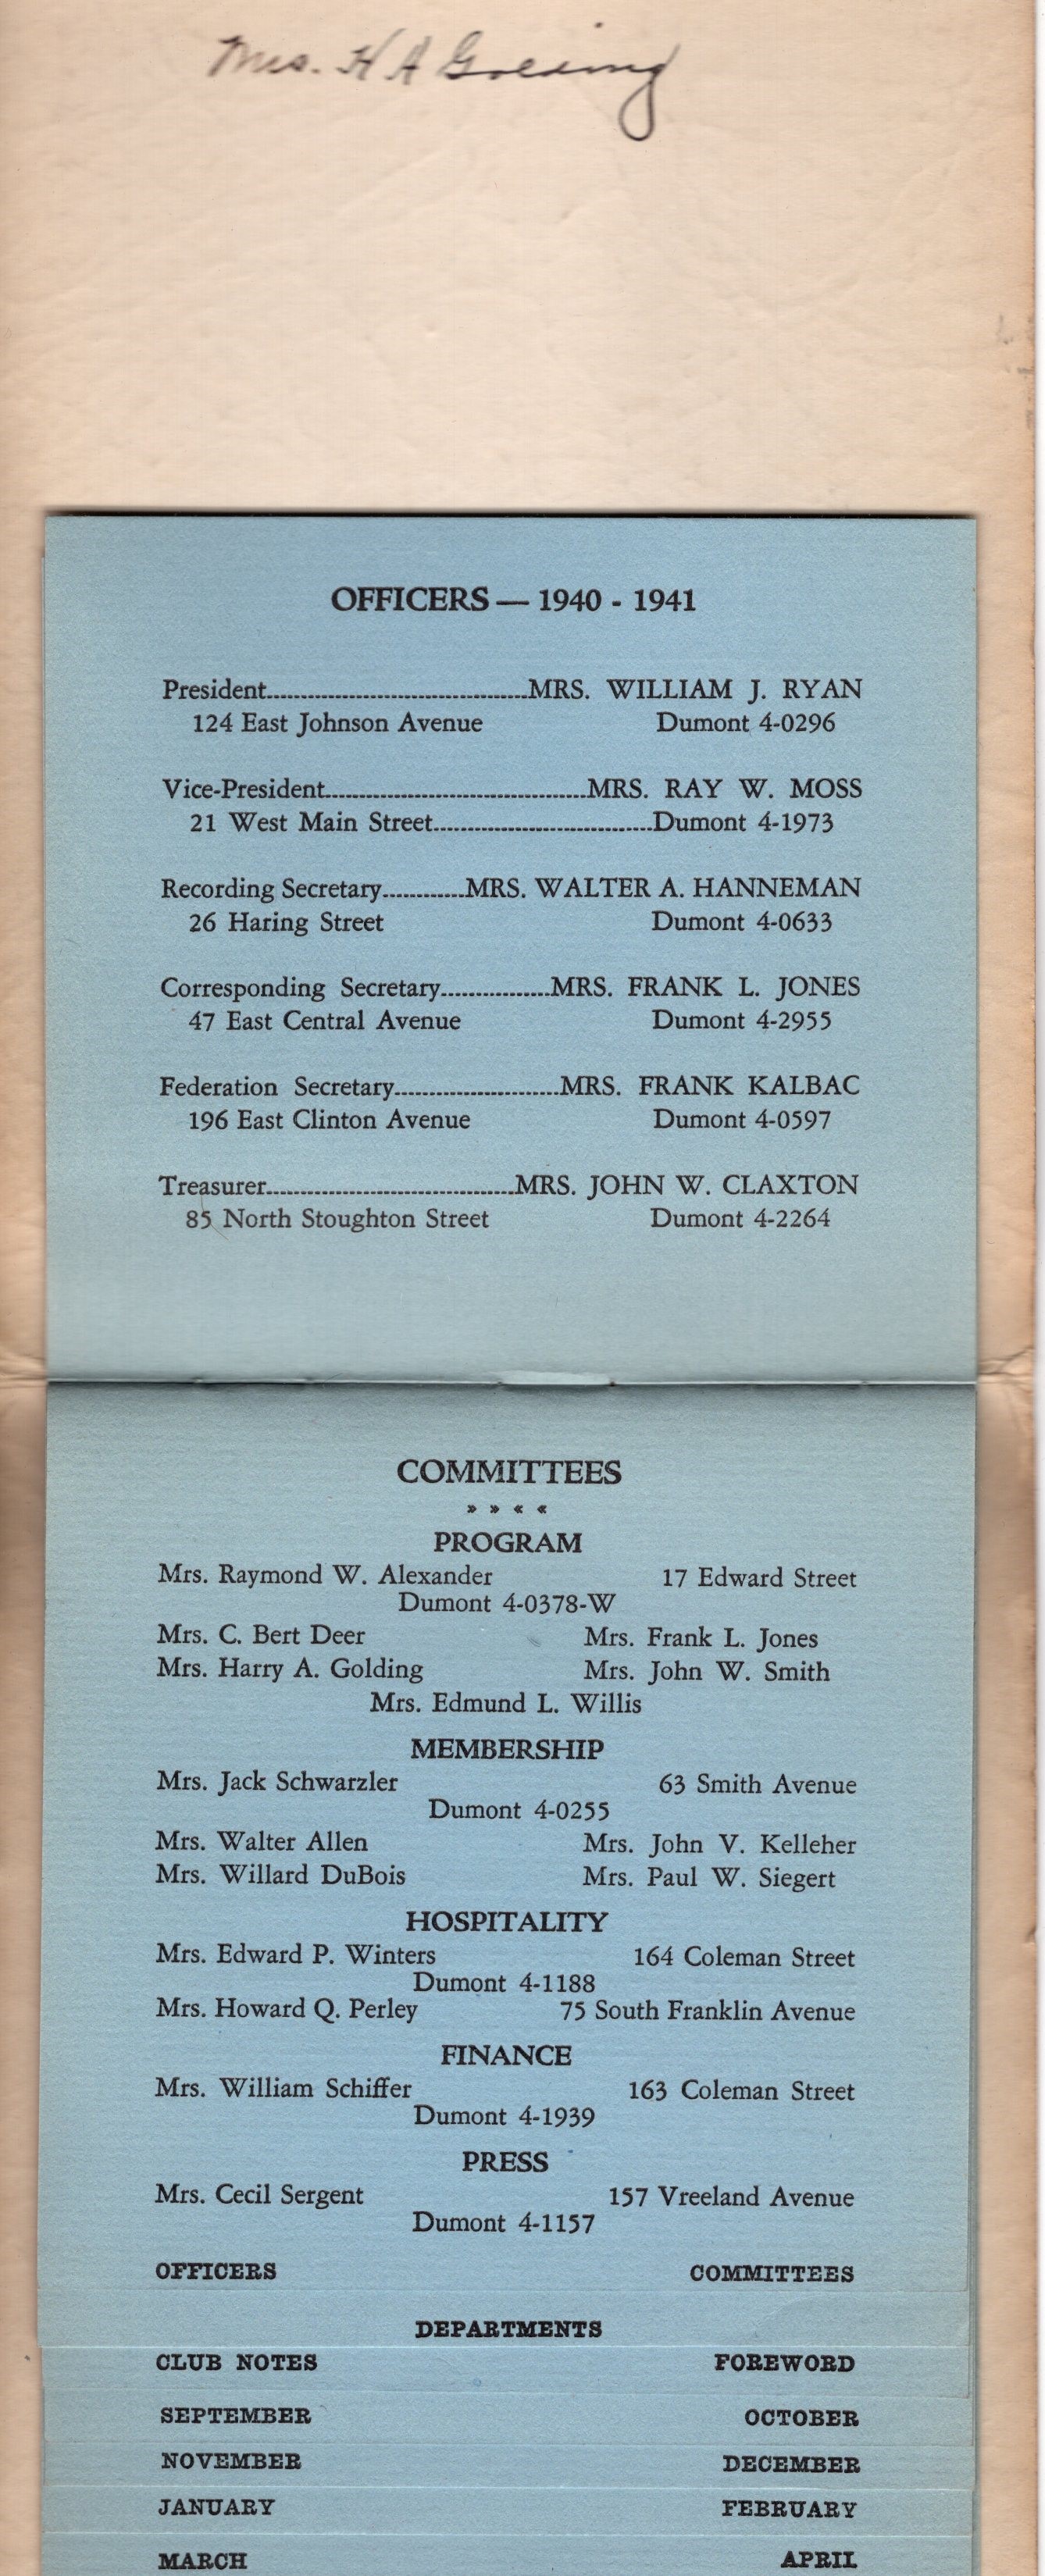 Mrs. H A Golding
OFFICERS — 1940 - 1941
President......................................MRS. WILLIAM J. RYAN
124 East Johnson Avenue Dumont 4-0296
Vice-President......................................MRS. RAY W. MOSS
21 West Main Street................................Dumont 4-1973
Recording Secretary............MRS. WALTER A. HANNEMAN
26 Haring Street Dumont 4-0633
Corresponding Secretary................MRS. FRANK L. JONES
47 East Central Avenue Dumont 4-2955
Federation Secretary........................MRS. FRANK KALBAC
196 East Clinton Avenue Dumont 4-0597
Treasurer....................................MRS. JOHN W. CLAXTON
85 North Stoughton Street Dumont 4-2264
COMMITTEES
» » « «
PROGRAM
Mrs. Raymond W. Alexander 17 Edward Street
Dumont 4-0378-W
Mrs. C. Bert Deer Mrs. Frank L. Jones
Mrs. Harry A. Golding Mrs. John W. Smith
Mrs. Edmund L. Willis
MEMBERSHIP
Mrs. Jack Schwarzler 63 Smith Avenue
Dumont 4-0255
Mrs. Walter Allen Mrs. John V. Kelleher
Mrs. Willard DuBois Mrs. Paul W. Siegert
HOSPITALITY
Mrs. Edward P. Winters 164 Coleman Street
Dumont 4-1188
Mrs. Howard Q. Perley 75 South Franklin Avenue
FINANCE
Mrs. William Schiffer 163 Coleman Street
Dumont 4-1939
PRESS
Mrs. Cecil Sergent 157 Vreeland Avenue
Dumont 4-1157
OFFICERS COMMITTEES
DEPARTMENTS
CLUB NOTES FOREWORD
SEPTEMBER OCTOBER
NOVEMBER DECEMBER
JANUARY FEBRUARY
MARCH APRIL